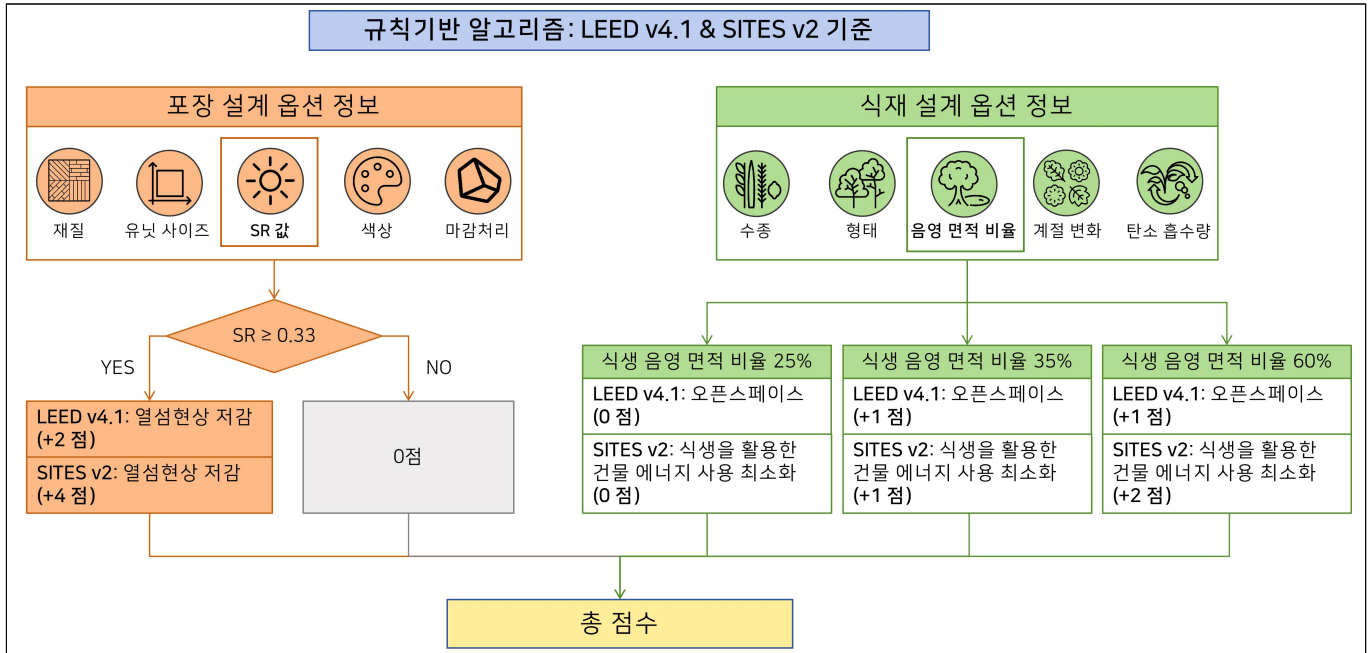 규칙기반 알고리즘: LEED v4.1 & SITES v2 기준
포장 설계 옵션 정보
재질
유닛 사이즈
SR 값
색상
마감처리
SR ≥ 0.33
YES
NO
LEED v4.1: 열섬현상 저감
(+2 점)
SITES v2: 열섬현상 저감
(+4 점)
0점
식재 설계 옵션 정보
수종
형태
음영 면적 비율
계절 변화
탄소 흡수량
식생 음영 면적 비율 25%
LEED v4.1: 오픈스페이스
(0 점)
SITES v2: 식생을 활용한
건물 에너지 사용 최소화
(0 점)
식생 음영 면적 비율 35%
LEED v4.1: 오픈스페이스
(+1 점)
SITES v2: 식생을 활용한
건물 에너지 사용 최소화
(+1 점)
식생 음영 면적 비율 60%
LEED v4.1: 오픈스페이스
(+1 점)
SITES v2: 식생을 활용한
건물 에너지 사용 최소화
(+2 점)
총 점수